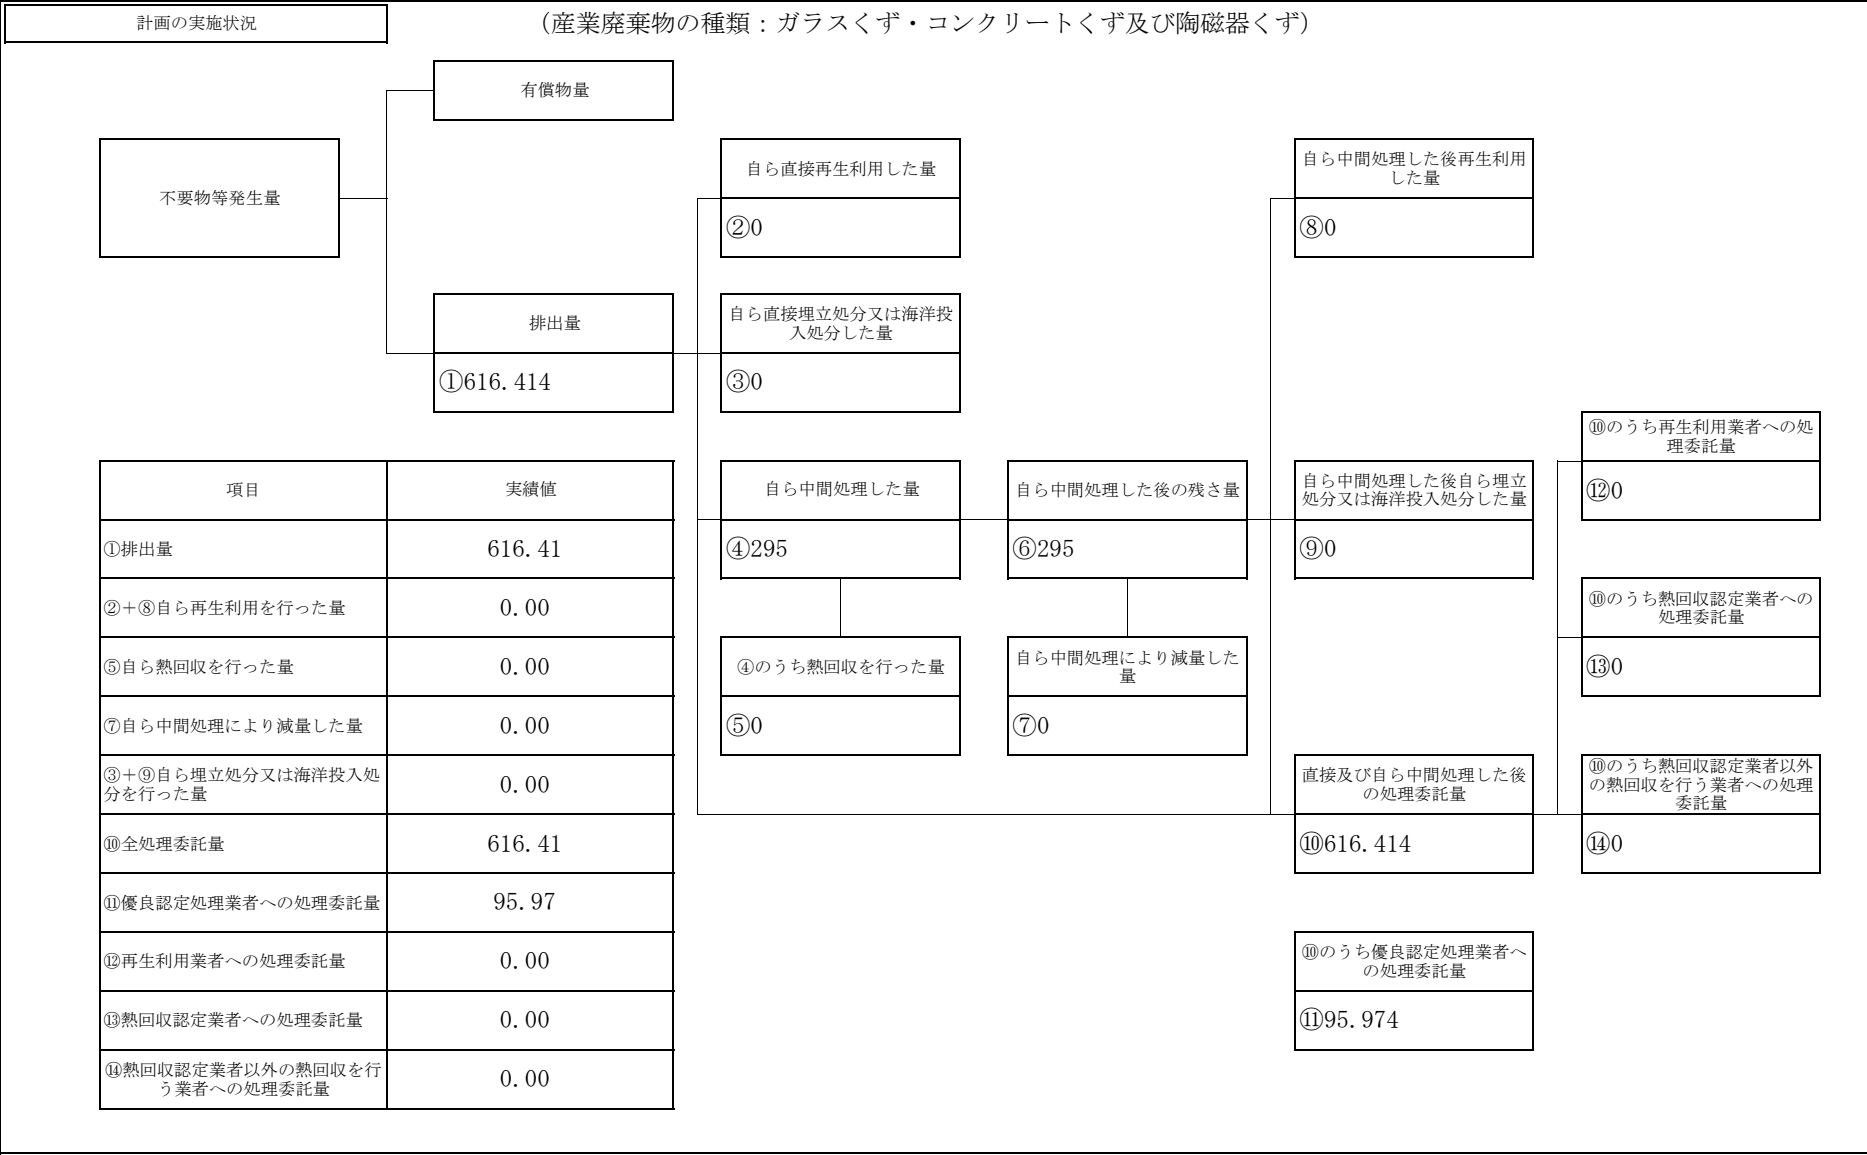 計画の実施状況
（産業廃棄物の種類：ガラスくず・コンクリートくず及び陶磁器くず）
有償物量
不要物等発生量
自ら直接再生利用した量
②0
自ら中間処理した後再生利用
した量
⑧0
排出量
①616.414
自ら直接埋立処分又は海洋投
入処分した量
③0
⑩のうち再生利用業者への処
理委託量
⑫0
自ら中間処理した量
④295
自ら中間処理した後の残さ量
⑥295
自ら中間処理した後自ら埋立
処分又は海洋投入処分した量
⑨0
⑩のうち熱回収認定業者への
処理委託量
⑬0
④のうち熱回収を行った量
⑤0
自ら中間処理により減量した
量
⑦0
直接及び自ら中間処理した後
の処理委託量
⑩616.414
⑩のうち熱回収認定業者以外
の熱回収を行う業者への処理
委託量
⑭0
⑩のうち優良認定処理業者へ
の処理委託量
⑪95.974
項目 実績値
①排出量 616.41
②＋⑧自ら再生利用を行った量 0.00
⑤自ら熱回収を行った量 0.00
⑦自ら中間処理により減量した量 0.00
③＋⑨自ら埋立処分又は海洋投入処
分を行った量 0.00
⑩全処理委託量 616.41
⑪優良認定処理業者への処理委託量 95.97
⑫再生利用業者への処理委託量 0.00
⑬熱回収認定業者への処理委託量 0.00
⑭熱回収認定業者以外の熱回収を行
う業者への処理委託量 0.00